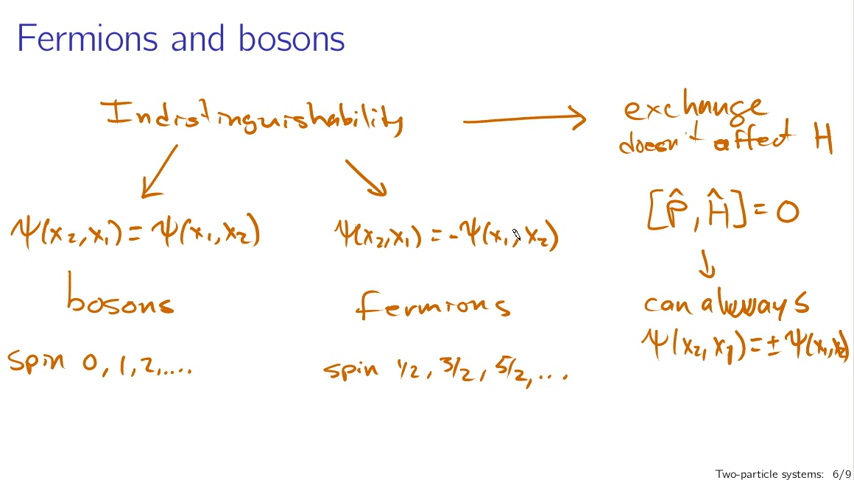 Fermions and bosons
Indistinguishability
exchange
doesn't affect H
Ψ(x₂,x₁) = Ψ(x₁,x₂)
Ψ(x₂,x₁) = -Ψ(x₁,x₂)
[P̂,Ĥ] = 0
bosons
fermions
can always
Ψ(x₂,x₁) = ± Ψ(x₁,x₂)
spin 0, 1, 2, ....
spin 1/2, 3/2, 5/2, ...
Two-particle systems: 6/9